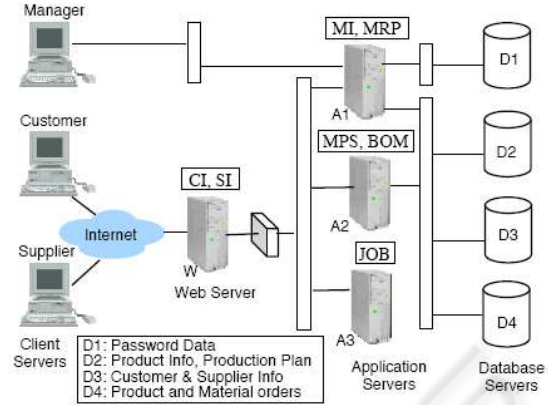 Manager
MI, MRP
D1
A1
Customer
MPS, BOM
D2
CI, SI
Internet
A2
D3
Supplier
W
JOB
Web Server
D4
A3
Client
Servers
D1: Password Data
D2: Product Info, Production Plan
D3: Customer & Supplier Info
D4: Product and Material orders
Application
Servers
Database
Servers